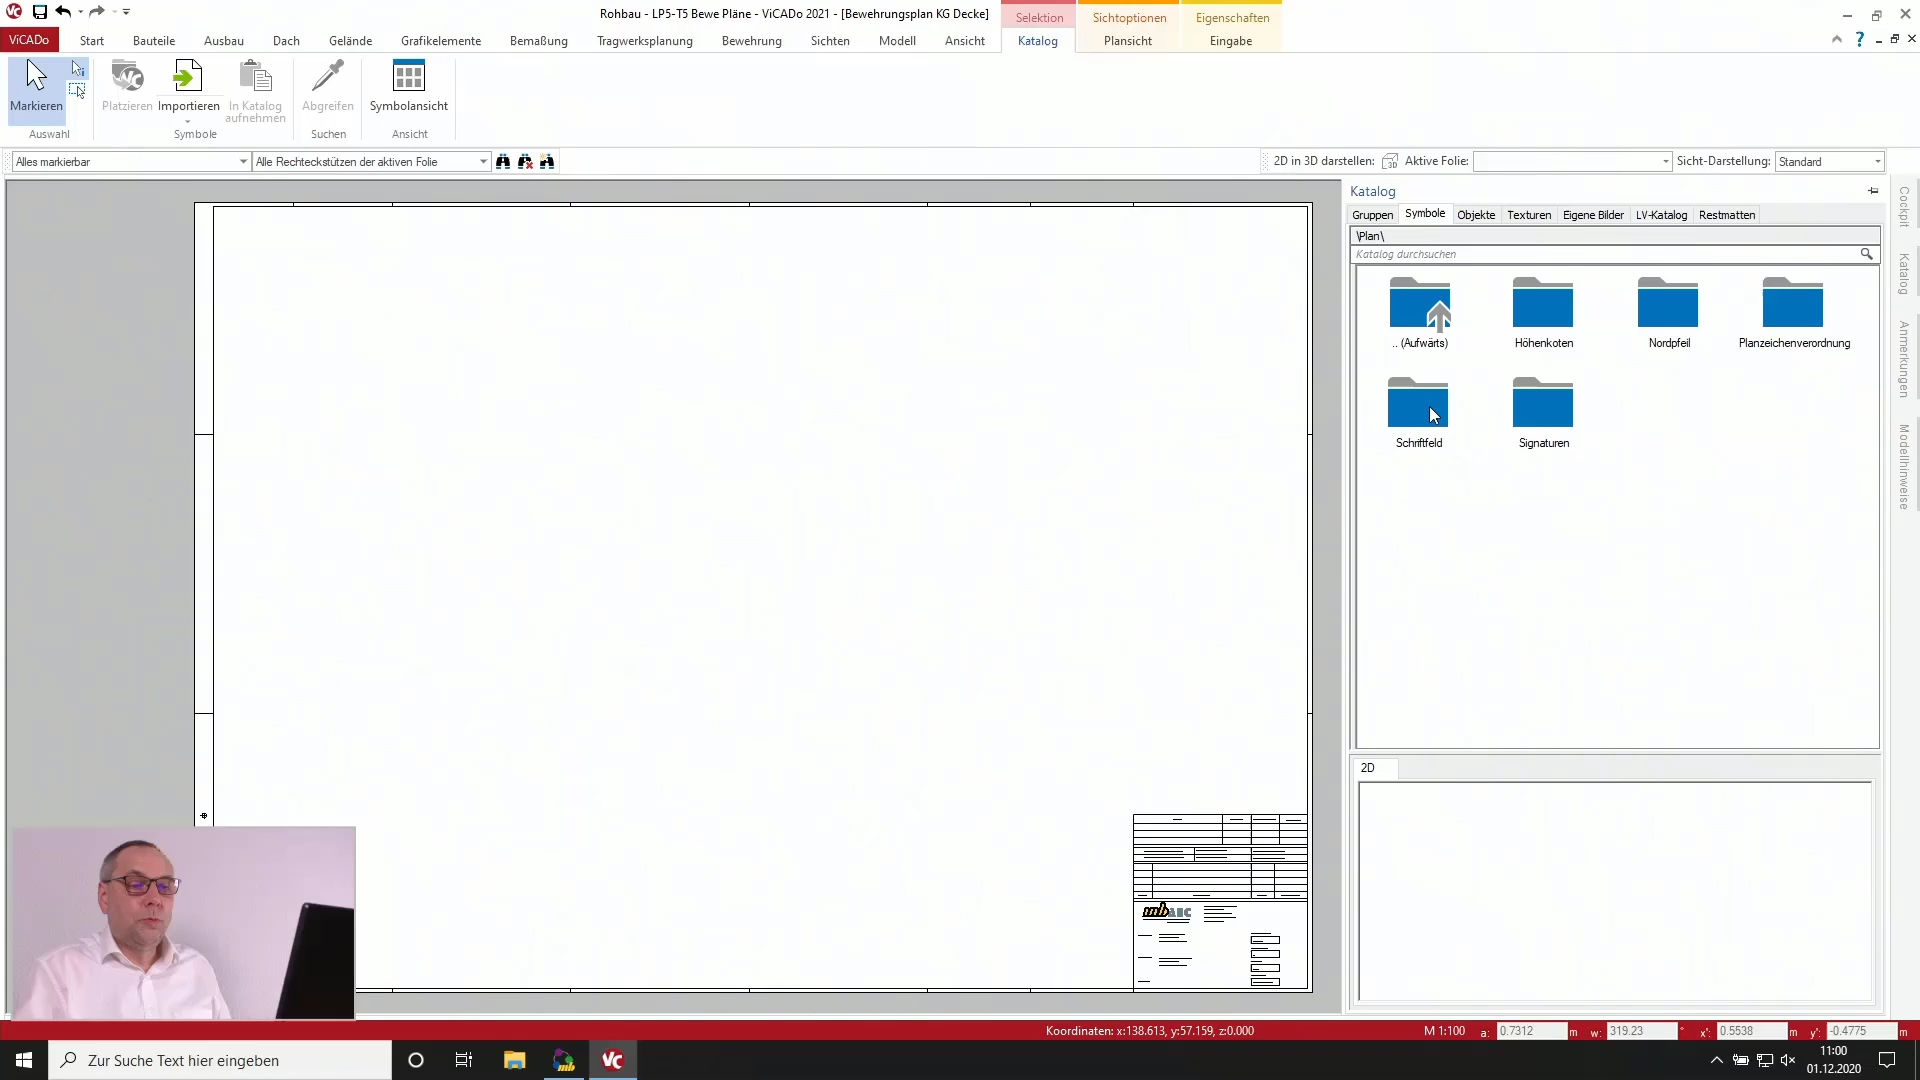 Rohbau - LP5-T5 Bewe Pläne - ViCADo 2021 - [Bewehrungsplan KG Decke]
Selektion
Sichtoptionen
Eigenschaften
ViCADo
Start
Bauteile
Ausbau
Dach
Gelände
Grafikelemente
Bemaßung
Tragwerksplanung
Bewehrung
Sichten
Modell
Ansicht
Katalog
Plansicht
Eingabe
Markieren
Platzieren
Importieren
In Katalog
aufnehmen
Abgreifen
Symbolansicht
Auswahl
Symbole
Suchen
Ansicht
Alles markierbar
Alle Rechteckstützen der aktiven Folie
2D in 3D darstellen:
Aktive Folie:
Sicht-Darstellung:
Standard
Katalog
Gruppen
Symbole
Objekte
Texturen
Eigene Bilder
LV-Katalog
Restmatten
\Plan\
Katalog durchsuchen
.. (Aufwärts)
Höhenkoten
Nordpfeil
Planzeichenverordnung
Schriftfeld
Signaturen
2D
Cockpit
Katalog
Anmerkungen
Modellhinweise
mb AEC
Koordinaten: x:138.613, y:57.159, z:0.000
M 1:100
a: 0.7312 m
w: 319.23 °
x': 0.5538 m
y': -0.4775 m
Zur Suche Text hier eingeben
mb
VC
11:00
01.12.2020